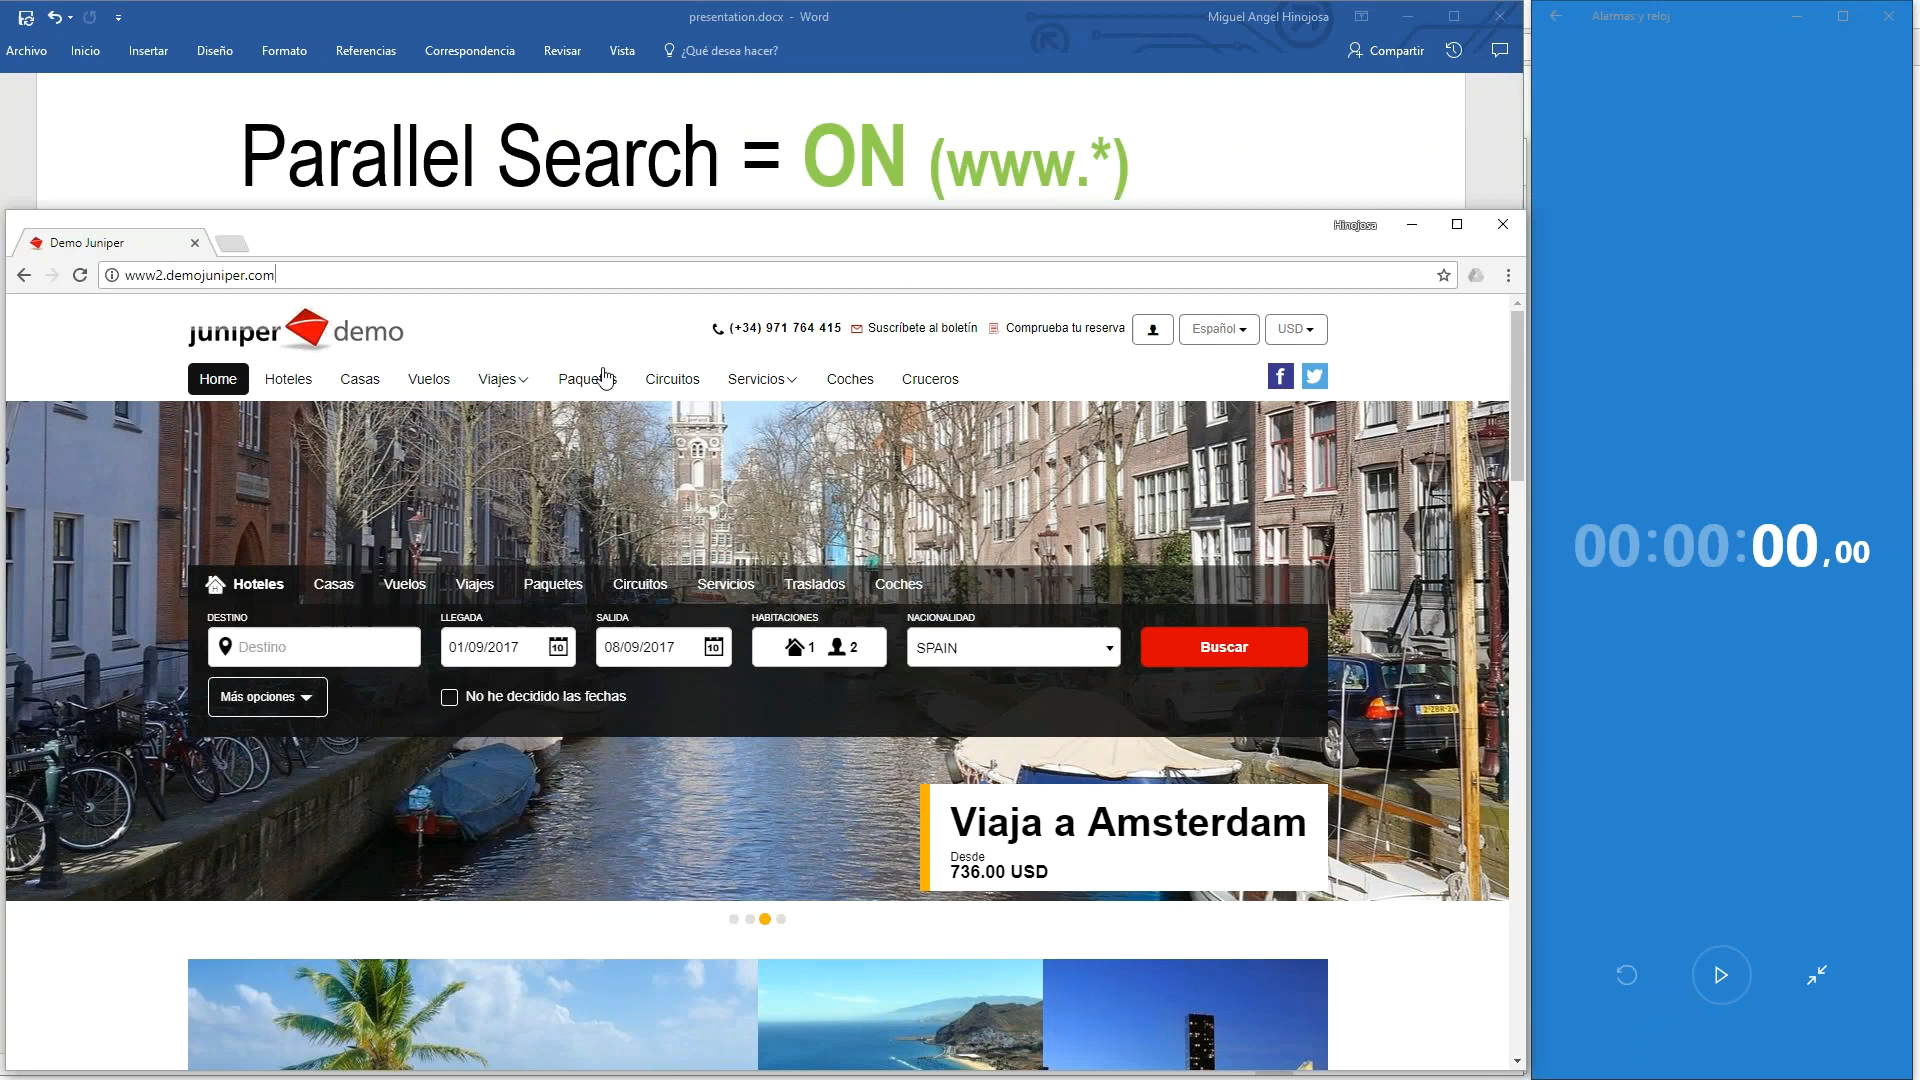 presentation.docx - Word
Miguel Angel Hinojosa
Archivo Inicio Insertar Diseño Formato Referencias Correspondencia Revisar Vista ¿Qué desea hacer? Compartir
Alarmas y reloj
Parallel Search = ON (www.*)
Hinojosa
Demo Juniper
www2.demojuniper.com
juniper demo
(+34) 971 764 415 Suscríbete al boletín Comprueba tu reserva Español USD
Home Hoteles Casas Vuelos Viajes Paquetes Circuitos Servicios Coches Cruceros
Hoteles Casas Vuelos Viajes Paquetes Circuitos Servicios Traslados Coches
DESTINO LLEGADA SALIDA HABITACIONES NACIONALIDAD
Destino 01/09/2017 10 08/09/2017 10 1 2 SPAIN Buscar
Más opciones No he decidido las fechas
Viaja a Amsterdam
Desde
736.00 USD
00:00:00,00